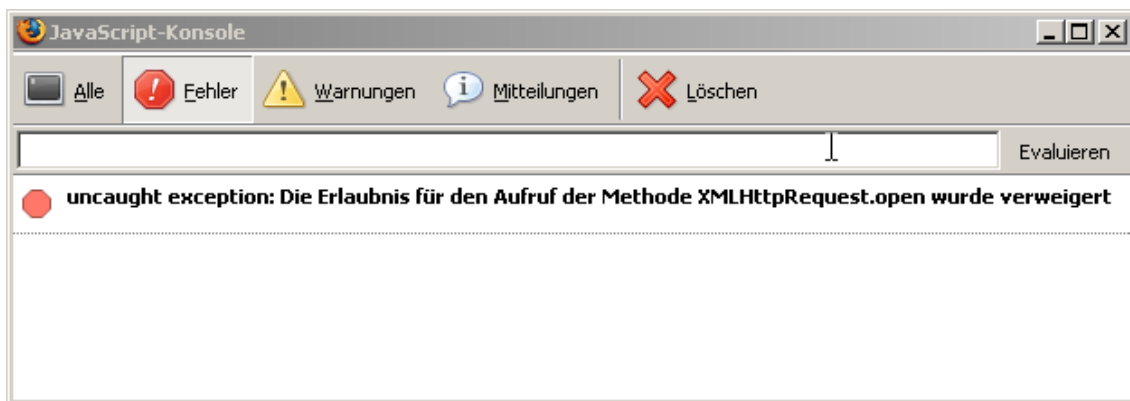 JavaScript-Konsole
Alle Fehler Warnungen Mitteilungen Löschen
Evaluieren
uncaught exception: Die Erlaubnis für den Aufruf der Methode XMLHttpRequest.open wurde verweigert